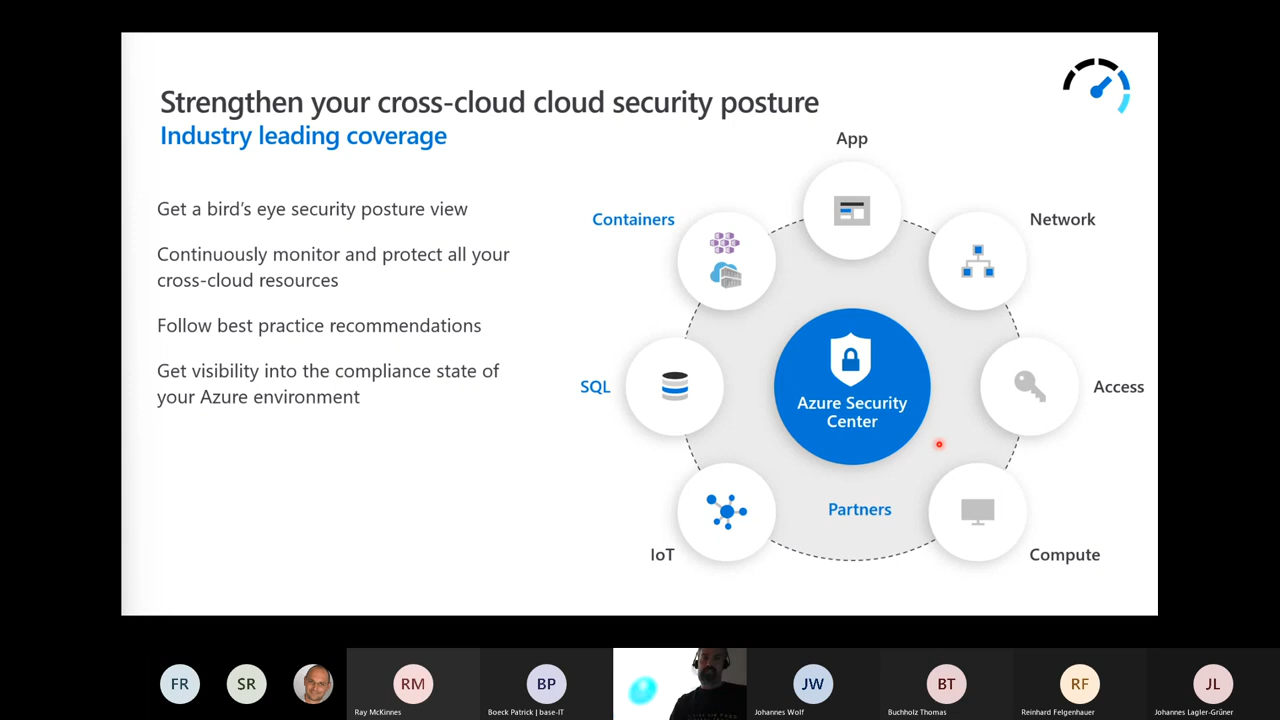 Strengthen your cross-cloud cloud security posture
Industry leading coverage
Get a bird's eye security posture view
Continuously monitor and protect all your
cross-cloud resources
Follow best practice recommendations
Get visibility into the compliance state of
your Azure environment
App
Containers
Network
SQL
Azure Security
Center
Access
Partners
IoT
Compute
FR
SR
RM
BP
JW
BT
RF
JL
Ray McKinnes
Boeck Patrick | base-IT
Johannes Wolf
Buchholz Thomas
Reinhard Felgenhauer
Johannes Lagler-Grüner